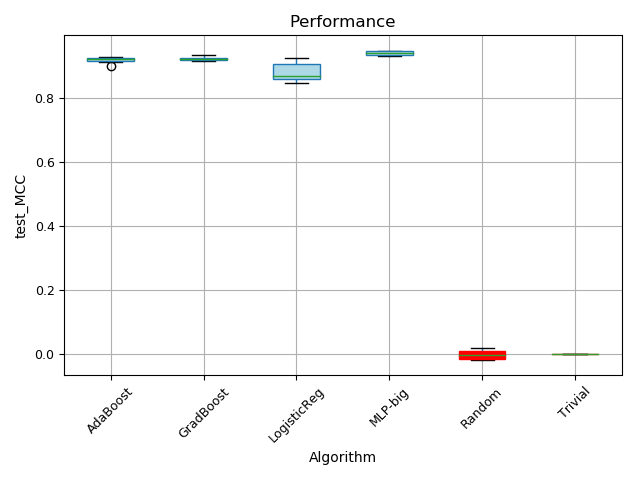 Performance
test_MCC
0.8
0.6
0.4
0.2
0.0
AdaBoost
GradBoost
LogisticReg
MLP-big
Random
Trivial
Algorithm